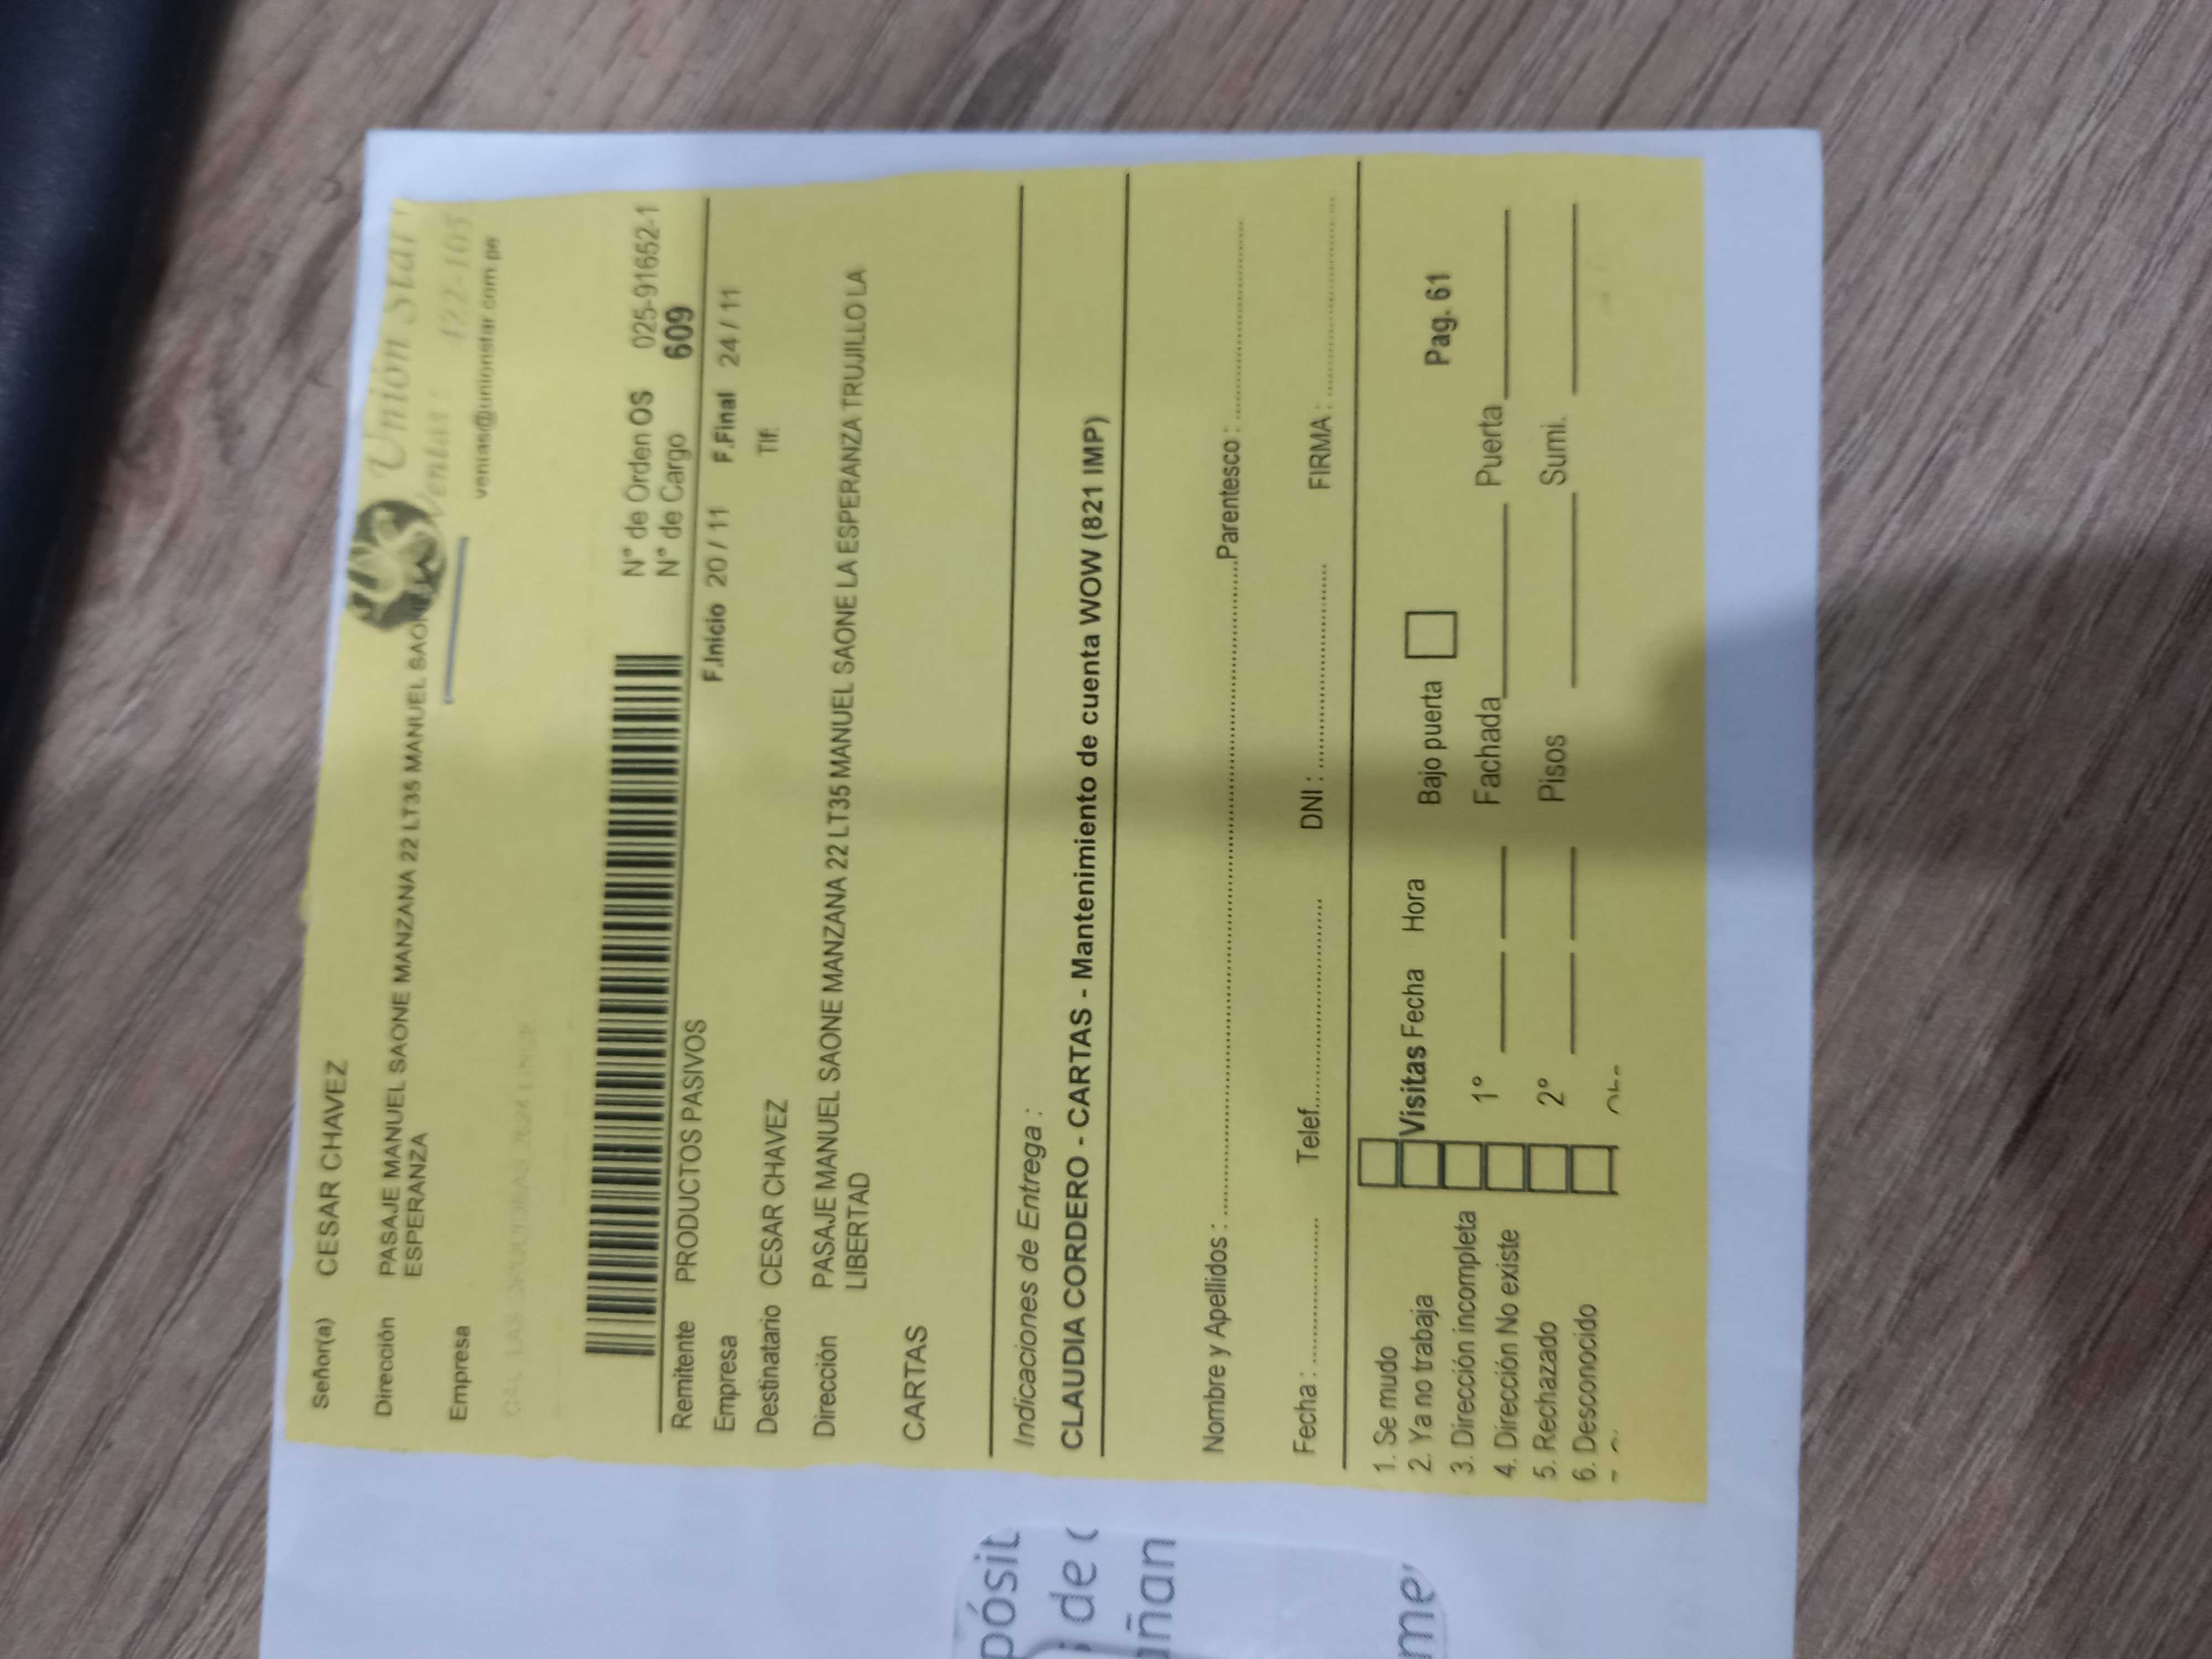 Unión Star
Ventas : 422-105
ventas@unionstar.com.pe
Señor(a) CESAR CHAVEZ
Dirección PASAJE MANUEL SAONE MANZANA 22 LT35 MANUEL SAONE LA
ESPERANZA
Empresa
N° de Orden OS 025-91652-1
N° de Cargo 609
Remitente PRODUCTOS PASIVOS F.Inicio 20 / 11 F.Final 24 / 11
Empresa Tlf:
Destinatario CESAR CHAVEZ
Dirección PASAJE MANUEL SAONE MANZANA 22 LT35 MANUEL SAONE LA ESPERANZA TRUJILLO LA
LIBERTAD
CARTAS
Indicaciones de Entrega :
CLAUDIA CORDERO - CARTAS - Mantenimiento de cuenta WOW (821 IMP)
Nombre y Apellidos : Parentesco :
Fecha : Telef. DNI : FIRMA :
1. Se mudo
2. Ya no trabaja
3. Dirección incompleta
4. Dirección No existe
5. Rechazado
6. Desconocido
Visitas Fecha Hora Bajo puerta Pag. 61
1° Fachada Puerta
2° Pisos Sumi.
pósit
de
ñan
me